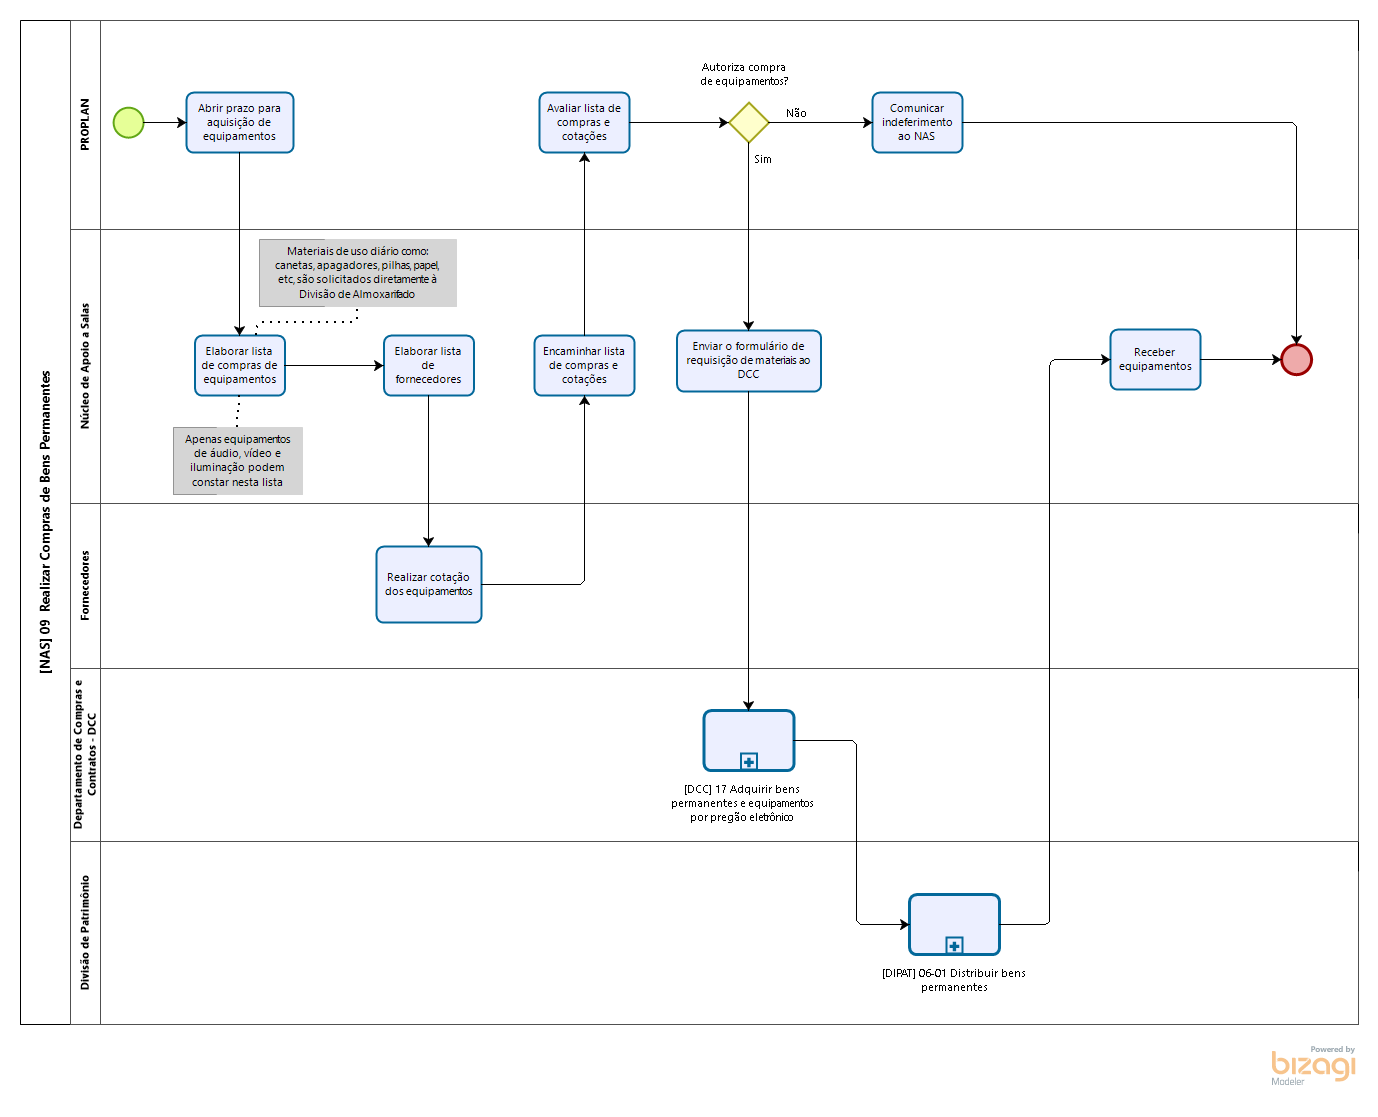 [NAS] 09  Realizar Compras de Bens Permanentes
PROPLAN
Abrir prazo para
aquisição de
equipamentos
Avaliar lista de
compras e
cotações
Autoriza compra
de equipamentos?
Não
Sim
Comunicar
indeferimento
ao NAS
Núcleo de Apoio a Salas
Materiais de uso diário como:
canetas, apagadores, pilhas, papel,
etc, são solicitados diretamente à
Divisão de Almoxarifado
Elaborar lista
de compras de
equipamentos
Elaborar lista
de
fornecedores
Encaminhar lista
de compras e
cotações
Enviar o formulário de
requisição de materiais ao
DCC
Receber
equipamentos
Apenas equipamentos
de áudio, vídeo e
iluminação podem
constar nesta lista
Fornecedores
Realizar cotação
dos equipamentos
Departamento de Compras e
Contratos - DCC
[DCC] 17 Adquirir bens
permanentes e equipamentos
por pregão eletrônico
Divisão de Patrimônio
[DIPAT] 06-01 Distribuir bens
permanentes
Powered by
bizagi
Modeler